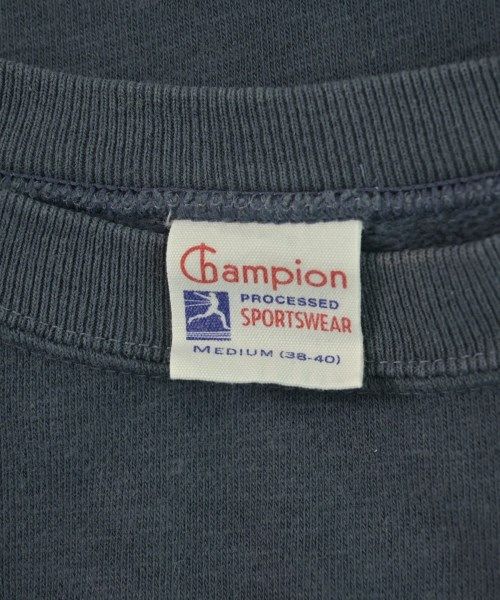 Champion
PROCESSED
SPORTSWEAR
MEDIUM (38-40)